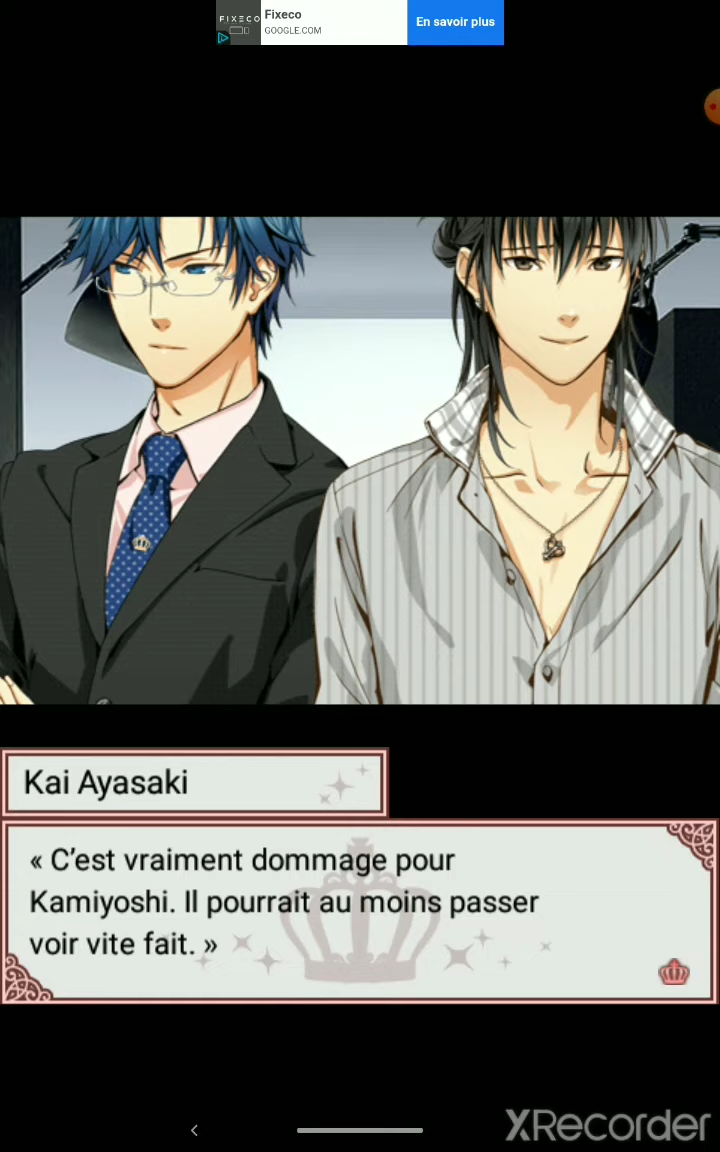 FIXECO
Fixeco
GOOGLE.COM
En savoir plus
Kai Ayasaki
« C’est vraiment dommage pour
Kamiyoshi. Il pourrait au moins passer
voir vite fait. »
XRecorder